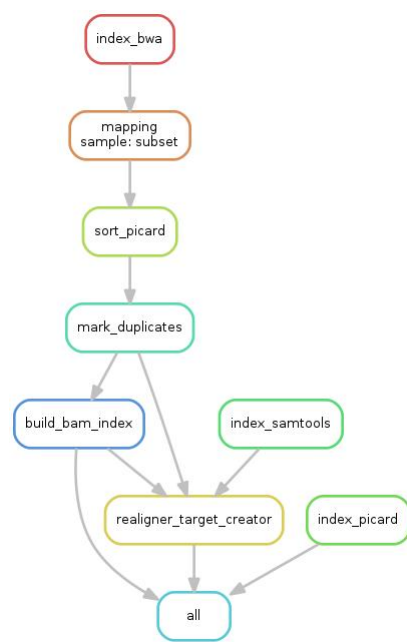 index_bwa
mapping
sample: subset
sort_picard
mark_duplicates
build_bam_index
index_samtools
realigner_target_creator
index_picard
all